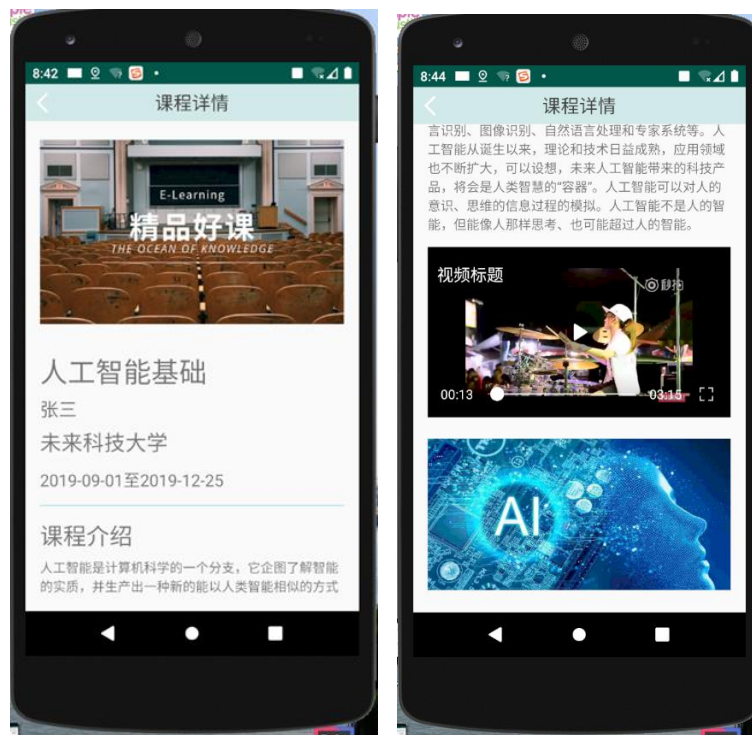 8:42
课程详情
E-Learning
精品好课
THE OCEAN OF KNOWLEDGE
人工智能基础
张三
未来科技大学
2019-09-01至2019-12-25
课程介绍
人工智能是计算机科学的一个分支，它企图了解智能
的实质，并生产出一种新的能以人类智能相似的方式
8:44
课程详情
言识别、图像识别、自然语言处理和专家系统等。人
工智能从诞生以来，理论和技术日益成熟，应用领域
也不断扩大，可以设想，未来人工智能带来的科技产
品，将会是人类智慧的“容器”。人工智能可以对人的
意识、思维的信息过程的模拟。人工智能不是人的智
能，但能像人那样思考、也可能超过人的智能。
视频标题
秒拍
00:13
03:15
AI